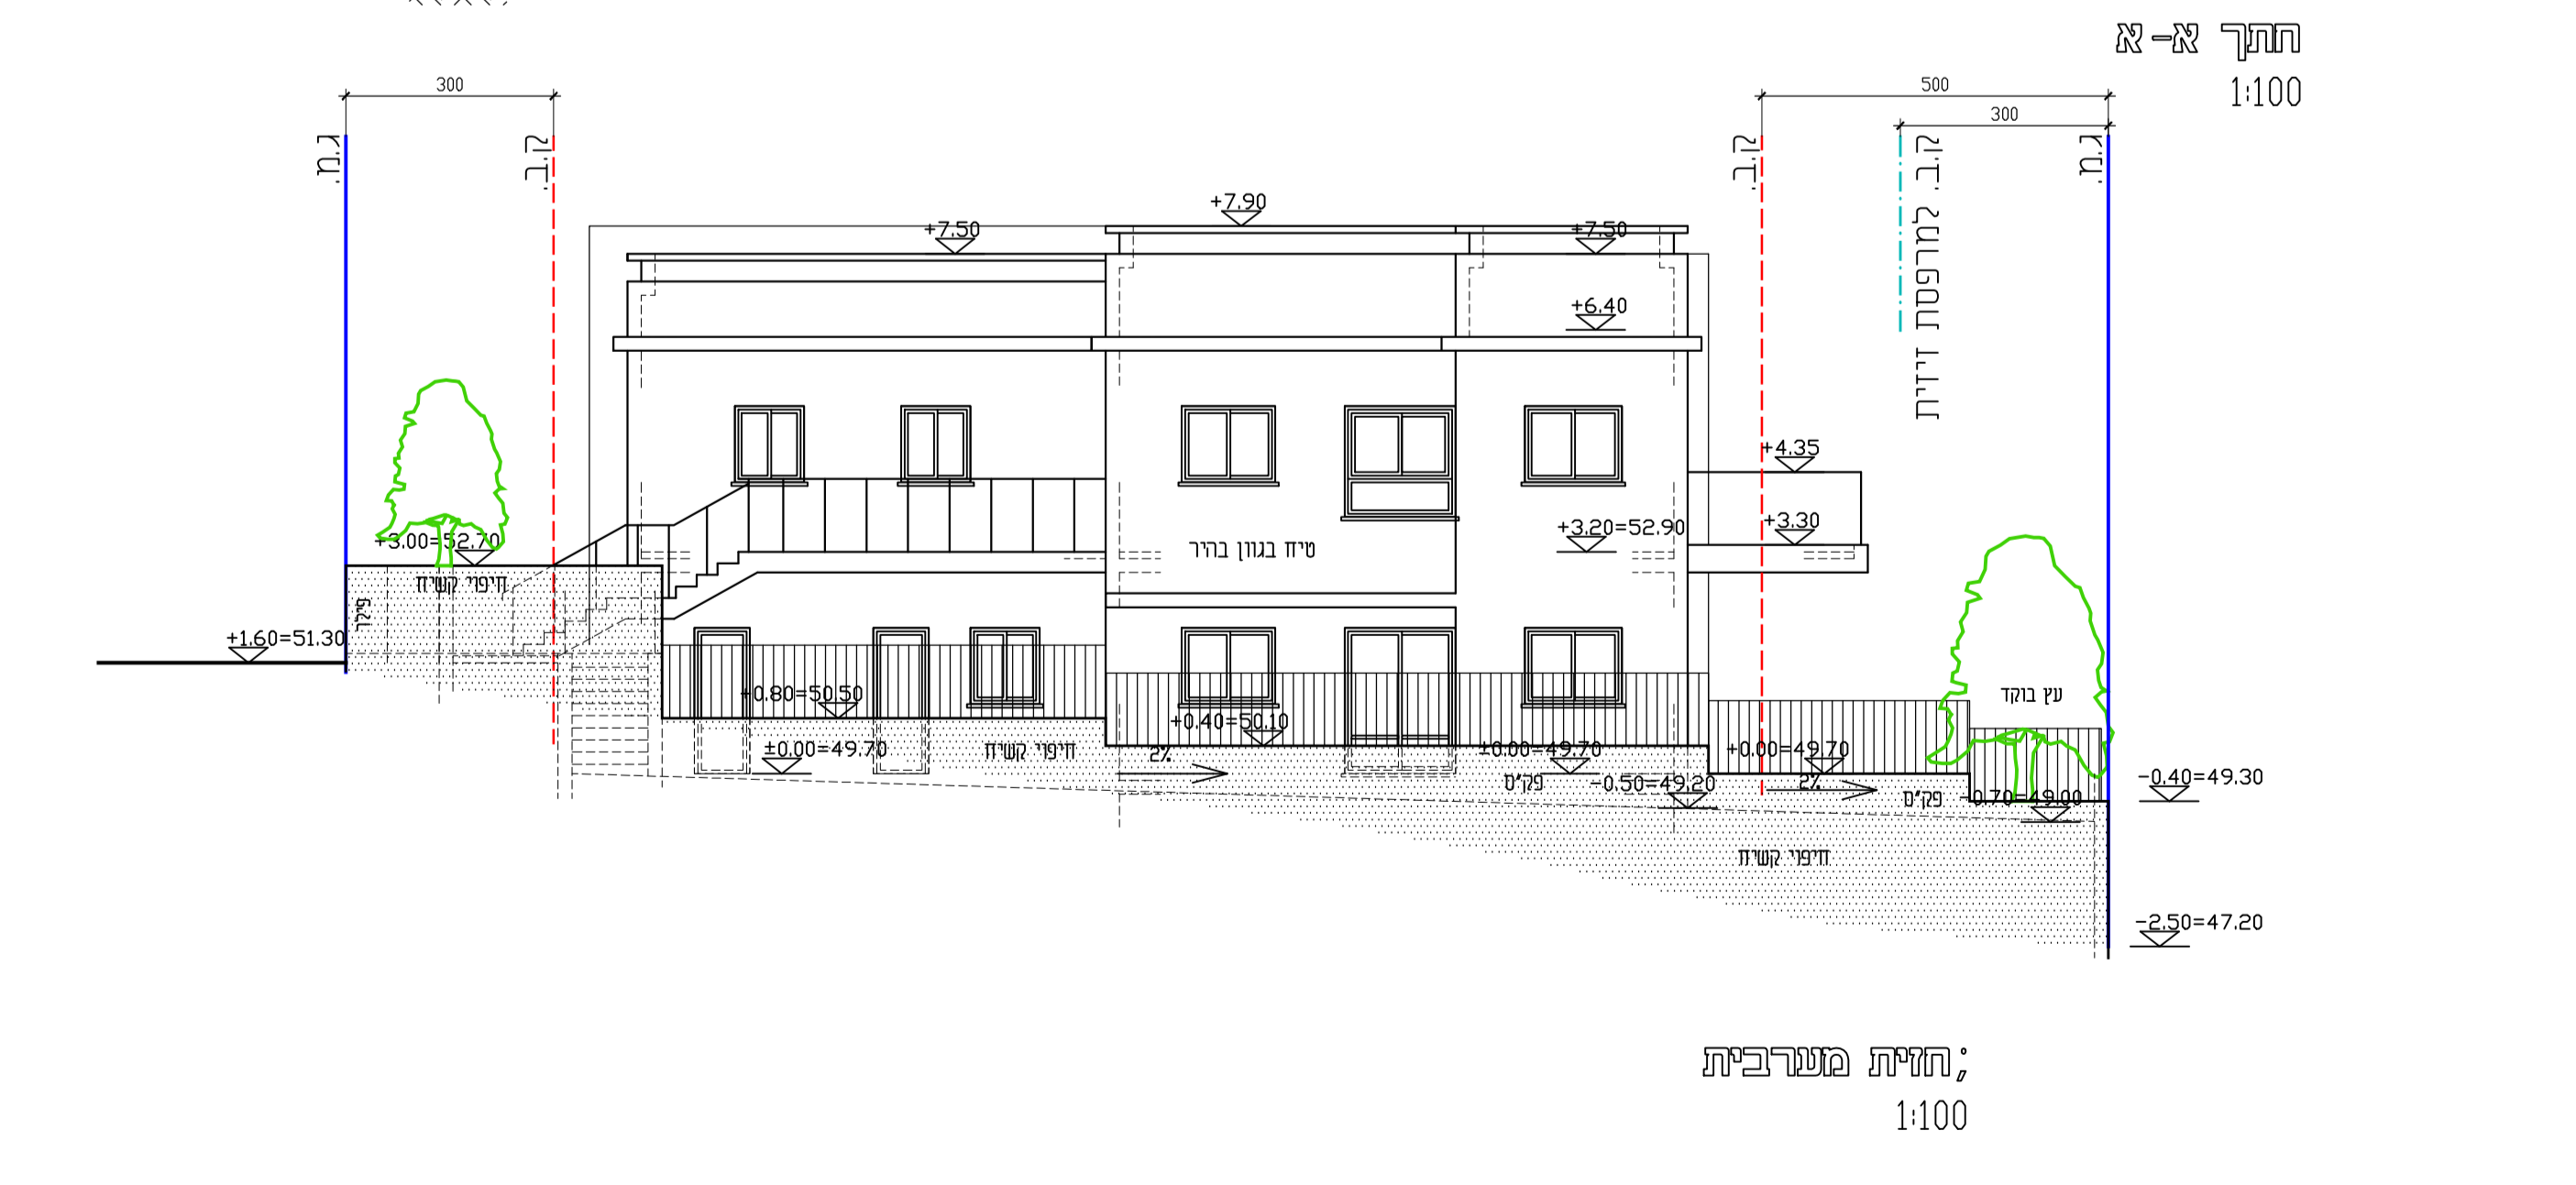 חתך א-א
1:100
300
500
300
ג.מ.
ק.ב.
ק.ב.
ק.ב. למרפסת זיזית
ג.מ.
+7.90
+7.50
+7.50
+6.40
+4.35
+3.30
+3.20=52.90
טיח בגוון בהיר
+3.00=52.70
חיפוי קשיח
פילר
+1.60=51.30
+0.80=50.50
±0.00=49.70
חיפוי קשיח
+0.40=50.10
2%
±0.00=49.70
פק'ס
-0.50=49.20
+0.00=49.70
2%
עץ בוקד
פק'ס
-0.70=49.00
-0.40=49.30
חיפוי קשיח
-2.50=47.20
חזית מערבית;
1:100